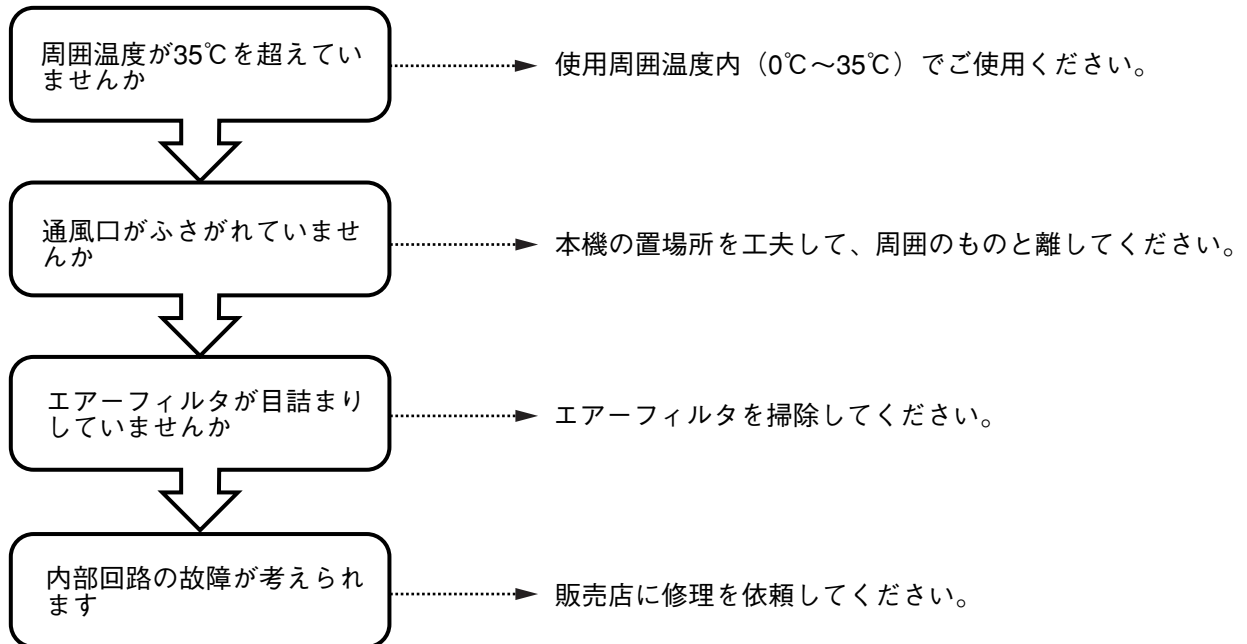 周囲温度が35℃を超えてい
ませんか
使用周囲温度内（0℃～35℃）でご使用ください。
通風口がふさがれていませ
んか
本機の置場所を工夫して、周囲のものと離してください。
エアーフィルタが目詰まり
していませんか
エアーフィルタを掃除してください。
内部回路の故障が考えられ
ます
販売店に修理を依頼してください。